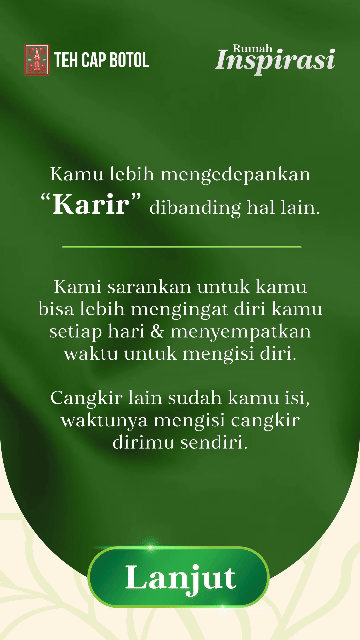 TEH CAP BOTOL
Rumah
Inspirasi
Kamu lebih mengedepankan
“Karir” dibanding hal lain.
Kami sarankan untuk kamu
bisa lebih mengingat diri kamu
setiap hari & menyempatkan
waktu untuk mengisi diri.
Cangkir lain sudah kamu isi,
waktunya mengisi cangkir
dirimu sendiri.
Lanjut